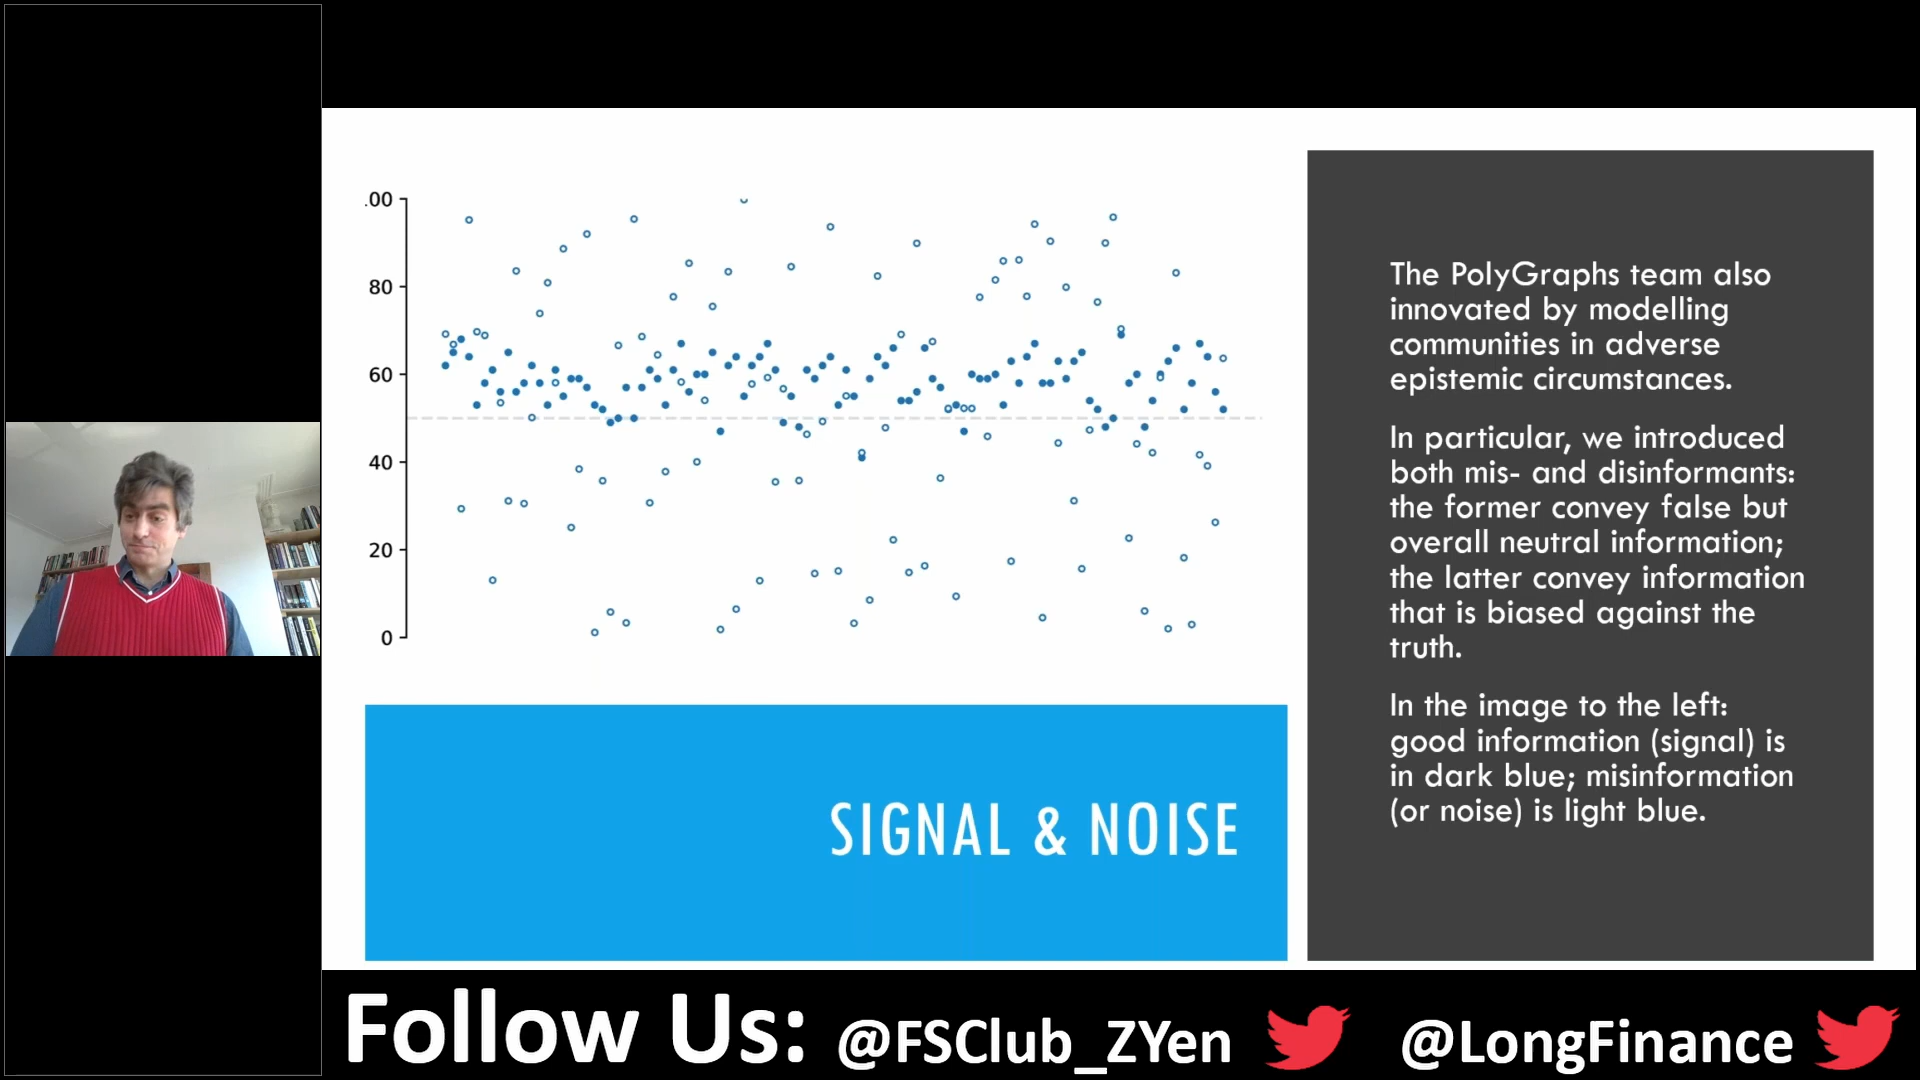 .00
80
60
40
20
0
SIGNAL & NOISE
The PolyGraphs team also
innovated by modelling
communities in adverse
epistemic circumstances.
In particular, we introduced
both mis- and disinformants:
the former convey false but
overall neutral information;
the latter convey information
that is biased against the
truth.
In the image to the left:
good information (signal) is
in dark blue; misinformation
(or noise) is light blue.
Follow Us: @FSClub_ZYen @LongFinance